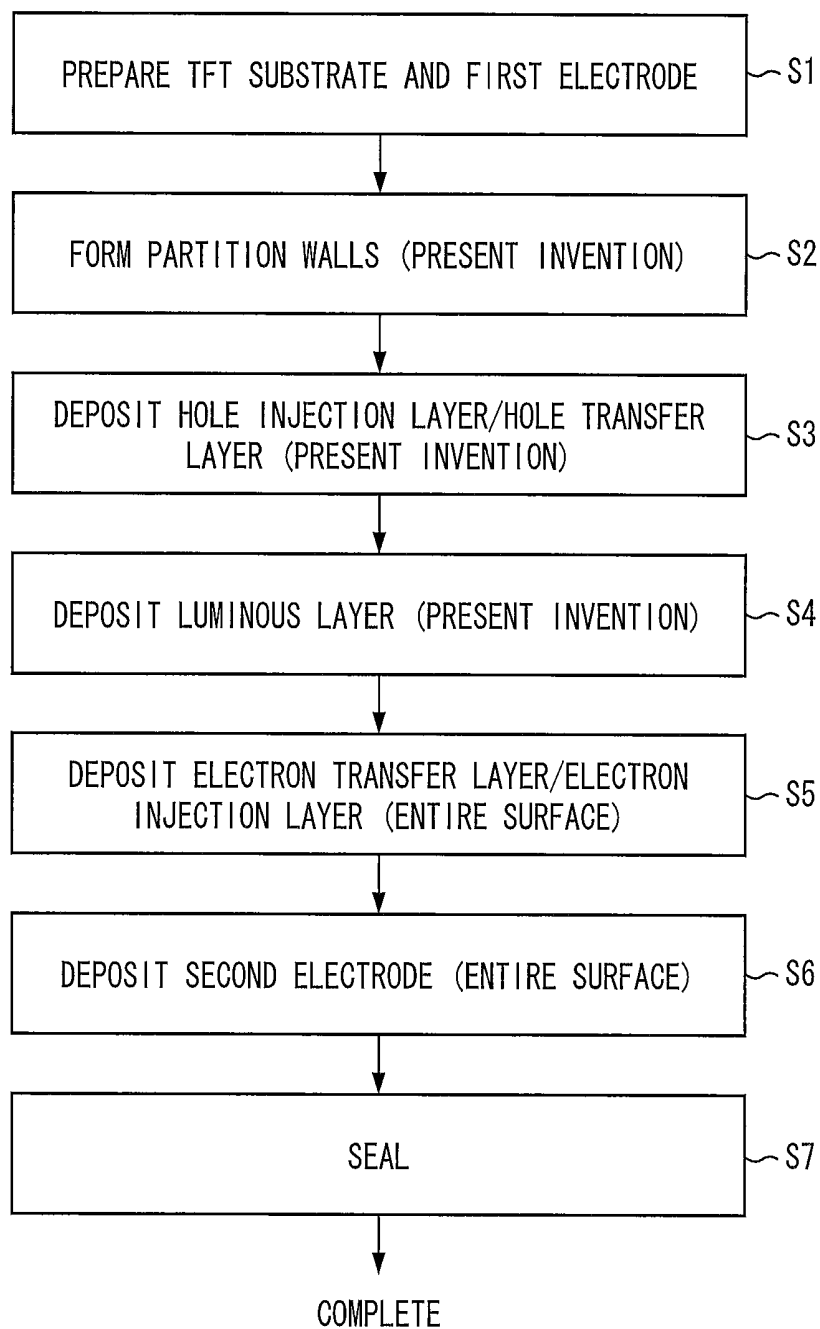 PREPARE TFT SUBSTRATE AND FIRST ELECTRODE
S1
FORM PARTITION WALLS (PRESENT INVENTION)
S2
DEPOSIT HOLE INJECTION LAYER/HOLE TRANSFER
LAYER (PRESENT INVENTION)
S3
DEPOSIT LUMINOUS LAYER (PRESENT INVENTION)
S4
DEPOSIT ELECTRON TRANSFER LAYER/ELECTRON
INJECTION LAYER (ENTIRE SURFACE)
S5
DEPOSIT SECOND ELECTRODE (ENTIRE SURFACE)
S6
SEAL
S7
COMPLETE